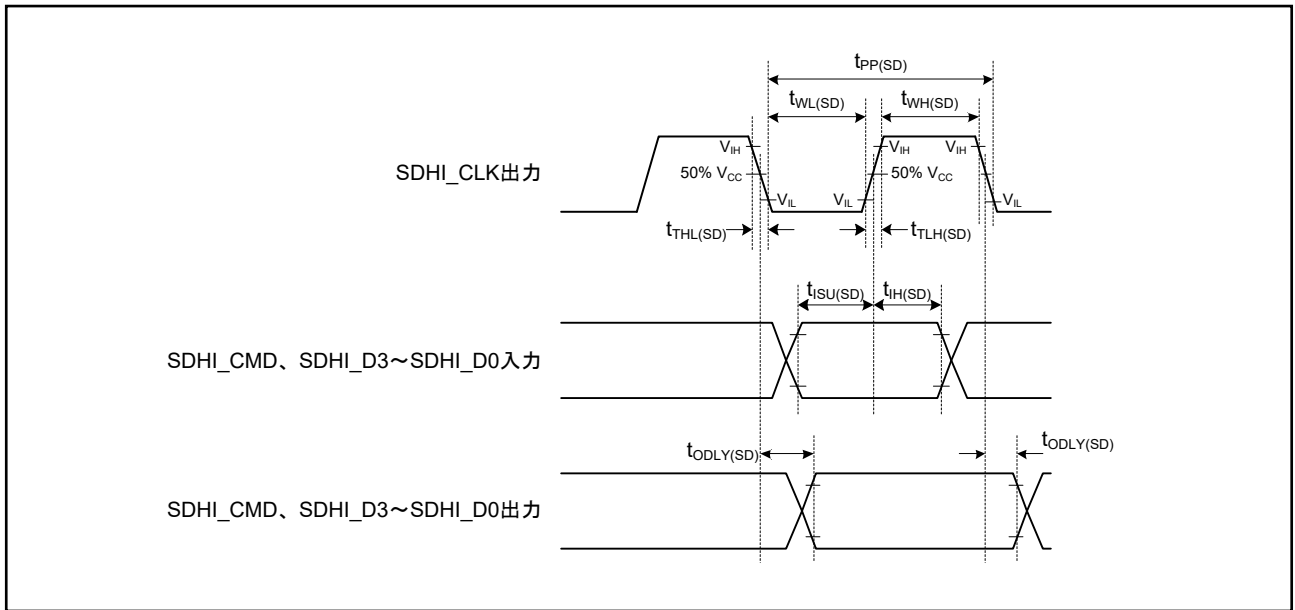 tPP(SD)
tWL(SD) tWH(SD)
VIH VIH VIH
SDHI_CLK出力 50% VCC 50% VCC
VIL VIL VIL
tTHL(SD) tTLH(SD)
tISU(SD) tIH(SD)
SDHI_CMD、SDHI_D3～SDHI_D0入力
tODLY(SD) tODLY(SD)
SDHI_CMD、SDHI_D3～SDHI_D0出力